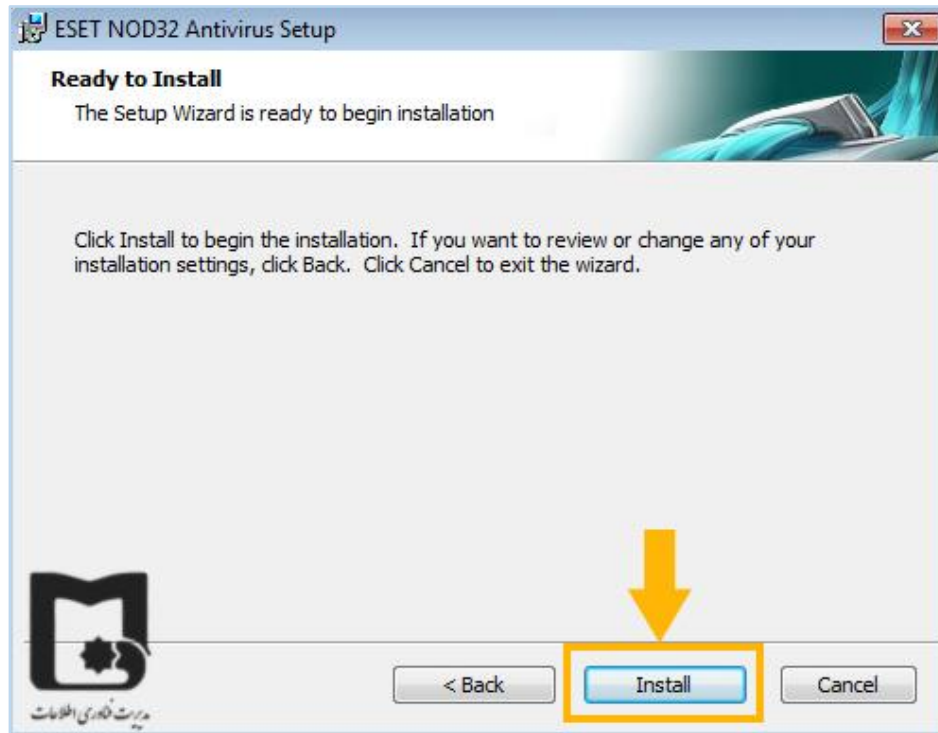 ESET NOD32 Antivirus Setup
Ready to Install
The Setup Wizard is ready to begin installation
Click Install to begin the installation. If you want to review or change any of your
installation settings, click Back. Click Cancel to exit the wizard.
< Back Install Cancel
مدیریت فناوری اطلاعات